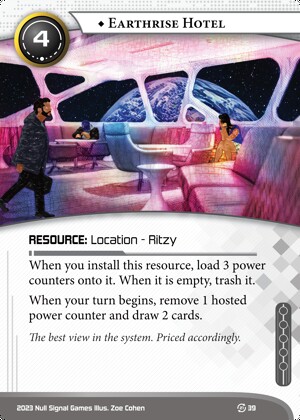 ◆ Earthrise Hotel
4
RESOURCE: Location - Ritzy
When you install this resource, load 3 power
counters onto it. When it is empty, trash it.
When your turn begins, remove 1 hosted
power counter and draw 2 cards.
The best view in the system. Priced accordingly.
2023 Null Signal Games Illus. Zoe Cohen
39